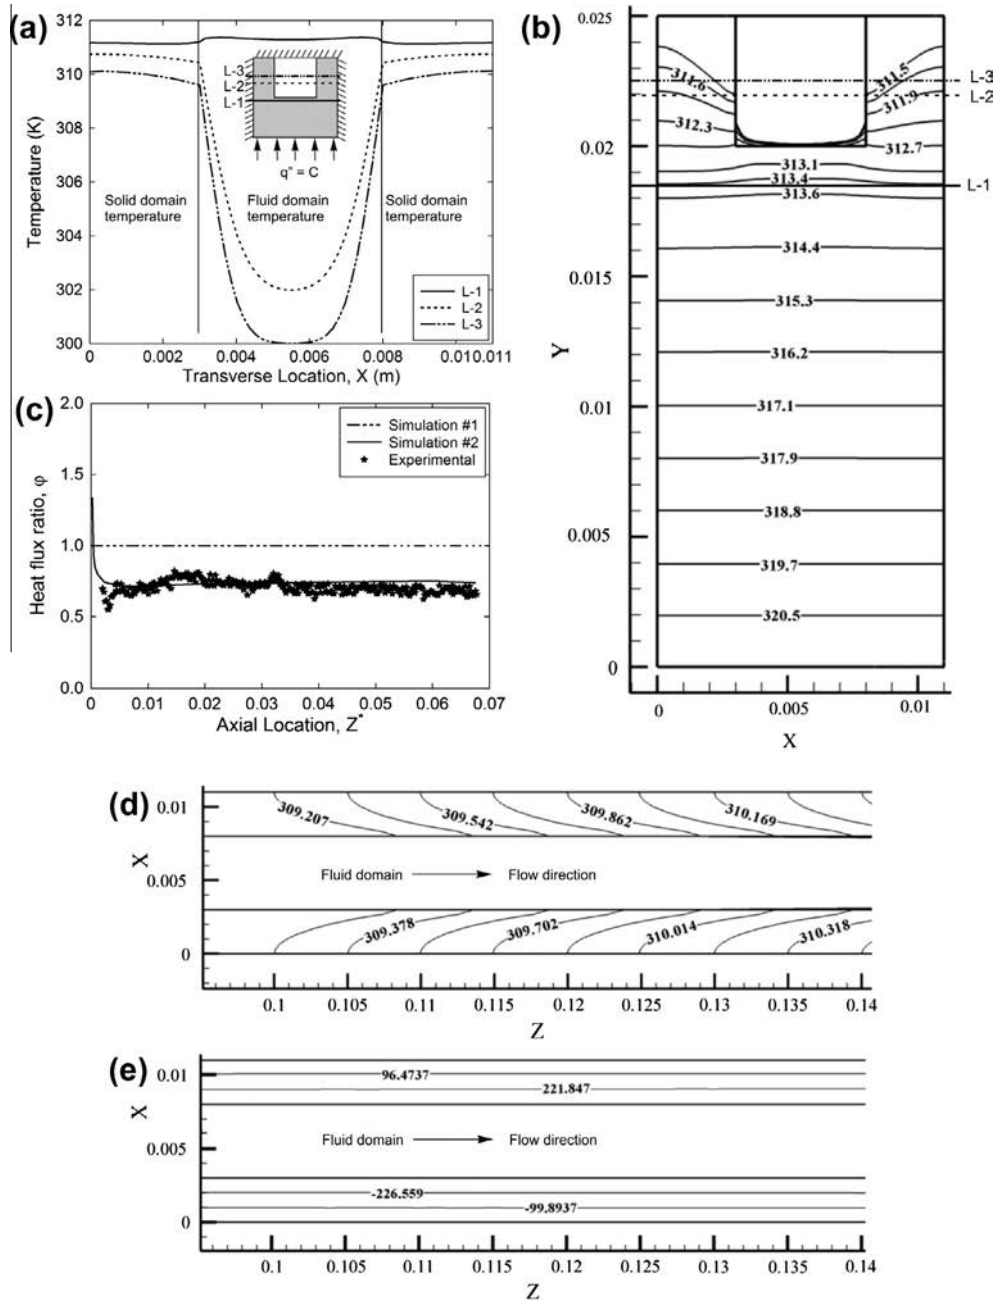 (a)
Temperature (K)
312
310
308
306
304
302
300
L-3
L-2
L-1
q" = C
Solid domain
temperature
Fluid domain
temperature
Solid domain
temperature
L-1
L-2
L-3
0
0.002
0.004
0.006
0.008
0.010
0.011
Transverse Location, X (m)
(b)
Y
0.025
0.02
0.015
0.01
0.005
0
311.6
311.5
311.9
312.3
312.7
313.1
313.4
313.6
314.4
315.3
316.2
317.1
317.9
318.8
319.7
320.5
L-3
L-2
L-1
0
0.005
0.01
X
(c)
Heat flux ratio, φ
2.0
1.5
1.0
0.5
0.0
Simulation #1
Simulation #2
Experimental
0
0.01
0.02
0.03
0.04
0.05
0.06
0.07
Axial Location, Z*
(d)
X
0.01
0.005
0
309.207
309.542
309.862
310.169
Fluid domain
Flow direction
309.378
309.702
310.014
310.318
0.1
0.105
0.11
0.115
0.12
0.125
0.13
0.135
0.14
Z
(e)
X
0.01
0.005
0
96.4737
221.847
Fluid domain
Flow direction
-226.559
-99.8937
0.1
0.105
0.11
0.115
0.12
0.125
0.13
0.135
0.14
Z